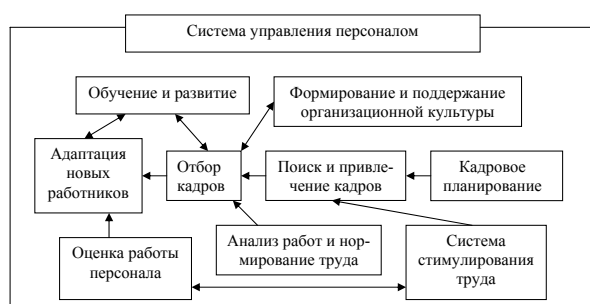 Система управления персоналом
Обучение и развитие
Формирование и поддержание
организационной культуры
Адаптация
новых
работников
Отбор
кадров
Поиск и привле-
чение кадров
Кадровое
планирование
Оценка работы
персонала
Анализ работ и нор-
мирование труда
Система
стимулирования
труда